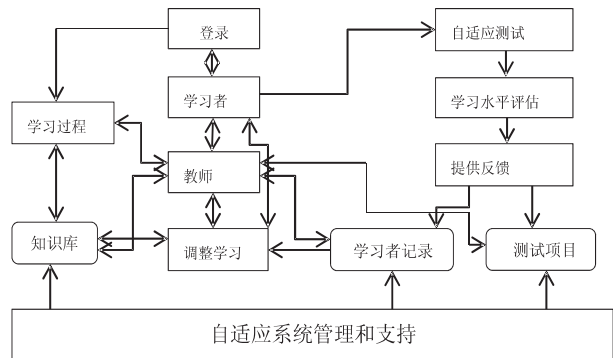 登录
自适应测试
学习者
学习水平评估
学习过程
教师
提供反馈
知识库
调整学习
学习者记录
测试项目
自适应系统管理和支持